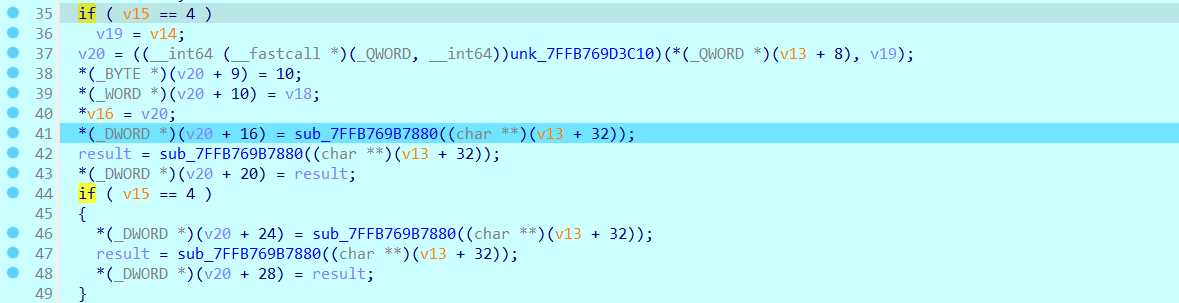 35 if ( v15 == 4 )
36 v19 = v14;
37 v20 = ((__int64 (__fastcall *)(_QWORD, __int64))unk_7FFB769D3C10)(*(_QWORD *)(v13 + 8), v19);
38 *(_BYTE *)(v20 + 9) = 10;
39 *(_WORD *)(v20 + 10) = v18;
40 *v16 = v20;
41 *(_DWORD *)(v20 + 16) = sub_7FFB769B7880((char **)(v13 + 32));
42 result = sub_7FFB769B7880((char **)(v13 + 32));
43 *(_DWORD *)(v20 + 20) = result;
44 if ( v15 == 4 )
45 {
46 *(_DWORD *)(v20 + 24) = sub_7FFB769B7880((char **)(v13 + 32));
47 result = sub_7FFB769B7880((char **)(v13 + 32));
48 *(_DWORD *)(v20 + 28) = result;
49 }